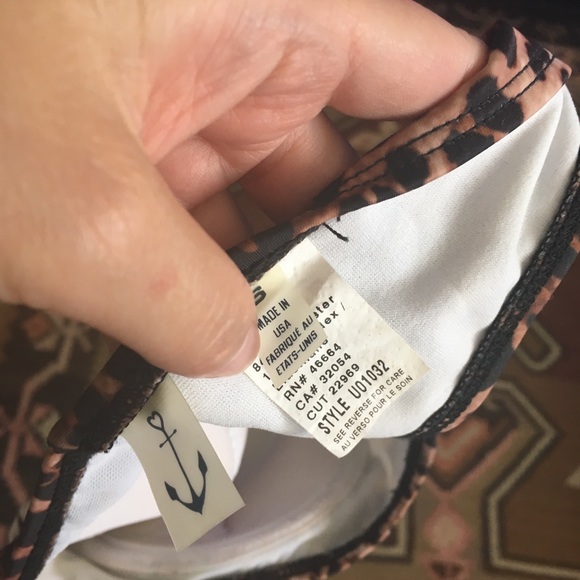 S
MADE IN
USA
FABRIQUE AU
ETATS-UNIS
RN# 46664
CA# 32054
CUT 22969
STYLE U01032
SEE REVERSE FOR CARE
AU VERSO POUR LE SOIN